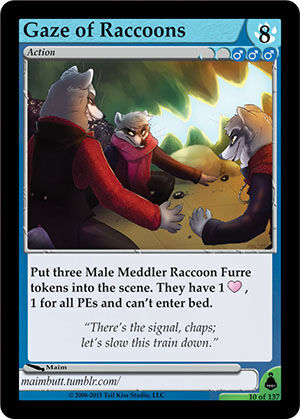 Gaze of Raccoons 8
Action
Put three Male Meddler Raccoon Furre
tokens into the scene. They have 1 ,
1 for all PEs and can't enter bed.
"There's the signal, chaps;
let's slow this train down."
Maim
maimbutt.tumblr.com/
© 2008-2015 Tail Kiss Studio, LLC
10 of 137